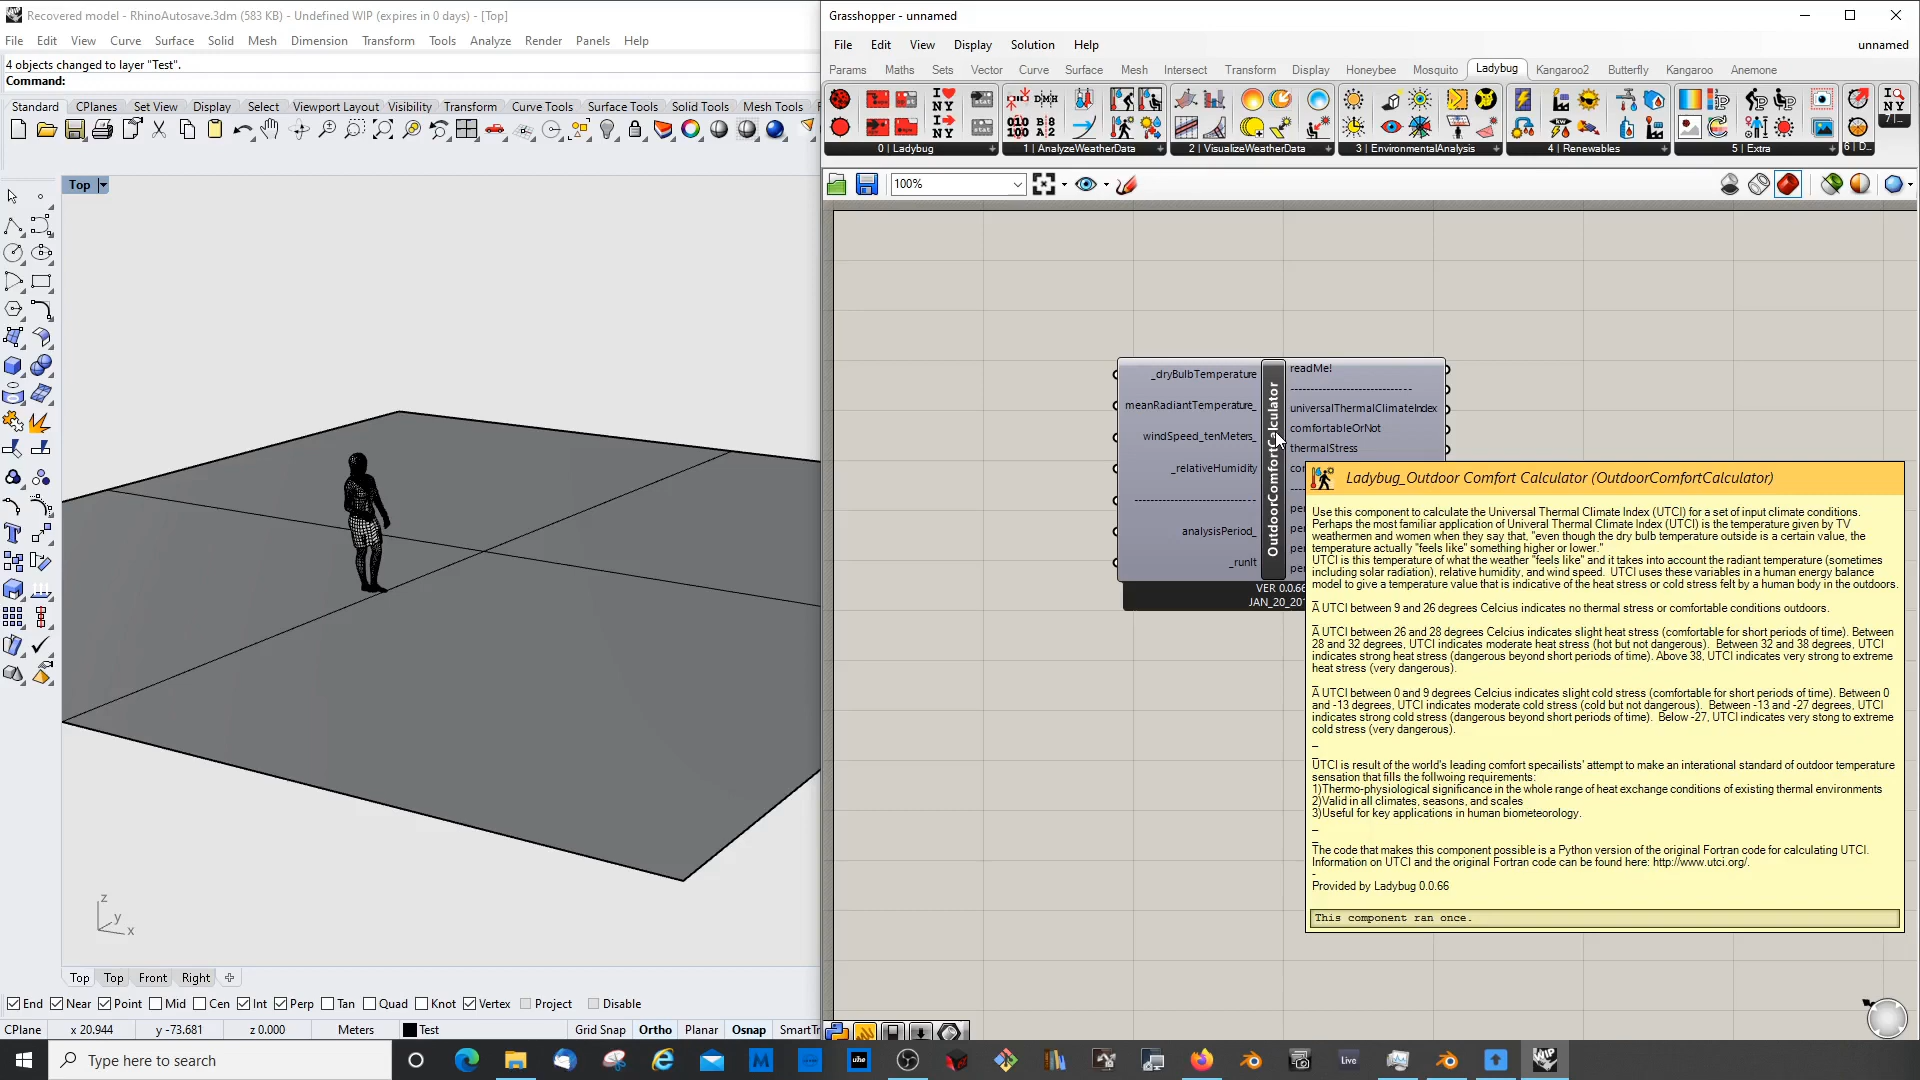 Recovered model - RhinoAutosave.3dm (583 KB) - Undefined WIP (expires in 0 days) - [Top]
File Edit View Curve Surface Solid Mesh Dimension Transform Tools Analyze Render Panels Help
4 objects changed to layer "Test".
Command:
Standard CPlanes Set View Display Select Viewport Layout Visibility Transform Curve Tools Surface Tools Solid Tools Mesh Tools
Top
z
y
x
Top Top Front Right
End Near Point Mid Cen Int Perp Tan Quad Knot Vertex Project Disable
CPlane x 20.944 y -73.681 z 0.000 Meters Test Grid Snap Ortho Planar Osnap SmartTr
Grasshopper - unnamed
File Edit View Display Solution Help unnamed
Params Maths Sets Vector Curve Surface Mesh Intersect Transform Display Honeybee Mosquito Ladybug Kangaroo2 Butterfly Kangaroo Anemone
0 | Ladybug 1 | AnalyzeWeatherData 2 | VisualizeWeatherData 3 | EnvironmentalAnalysis 4 | Renewables 5 | Extra 6 | D... 7 |...
100%
_dryBulbTemperature
meanRadiantTemperature_
windSpeed_tenMeters_
_relativeHumidity
------------------------------
analysisPeriod_
_runIt
OutdoorComfortCalculator
readMe!
------------------------------
universalThermalClimateIndex
comfortableOrNot
thermalStress
VER 0.0.66
JAN_20_20
Ladybug_Outdoor Comfort Calculator (OutdoorComfortCalculator)
Use this component to calculate the Universal Thermal Climate Index (UTCI) for a set of input climate conditions.
Perhaps the most familiar application of Univeral Thermal Climate Index (UTCI) is the temperature given by TV
weathermen and women when they say that, "even though the dry bulb temperature outside is a certain value, the
temperature actually "feels like" something higher or lower."
UTCI is this temperature of what the weather "feels like" and it takes into account the radiant temperature (sometimes
including solar radiation), relative humidity, and wind speed. UTCI uses these variables in a human energy balance
model to give a temperature value that is indicative of the heat stress or cold stress felt by a human body in the outdoors.
_
A UTCI between 9 and 26 degrees Celcius indicates no thermal stress or comfortable conditions outdoors.
_
A UTCI between 26 and 28 degrees Celcius indicates slight heat stress (comfortable for short periods of time). Between
28 and 32 degrees, UTCI indicates moderate heat stress (hot but not dangerous). Between 32 and 38 degrees, UTCI
indicates strong heat stress (dangerous beyond short periods of time). Above 38, UTCI indicates very strong to extreme
heat stress (very dangerous).
_
A UTCI between 0 and 9 degrees Celcius indicates slight cold stress (comfortable for short periods of time). Between 0
and -13 degrees, UTCI indicates moderate cold stress (cold but not dangerous). Between -13 and -27 degrees, UTCI
indicates strong cold stress (dangerous beyond short periods of time). Below -27, UTCI indicates very stong to extreme
cold stress (very dangerous).
_
_
UTCI is result of the world's leading comfort specailists' attempt to make an interational standard of outdoor temperature
sensation that fills the follwoing requirements:
1)Thermo-physiological significance in the whole range of heat exchange conditions of existing thermal environments
2)Valid in all climates, seasons, and scales
3)Useful for key applications in human biometeorology.
_
_
The code that makes this component possible is a Python version of the original Fortran code for calculating UTCI.
Information on UTCI and the original Fortran code can be found here: http://www.utci.org/.
-
Provided by Ladybug 0.0.66
This component ran once.
Type here to search
Live